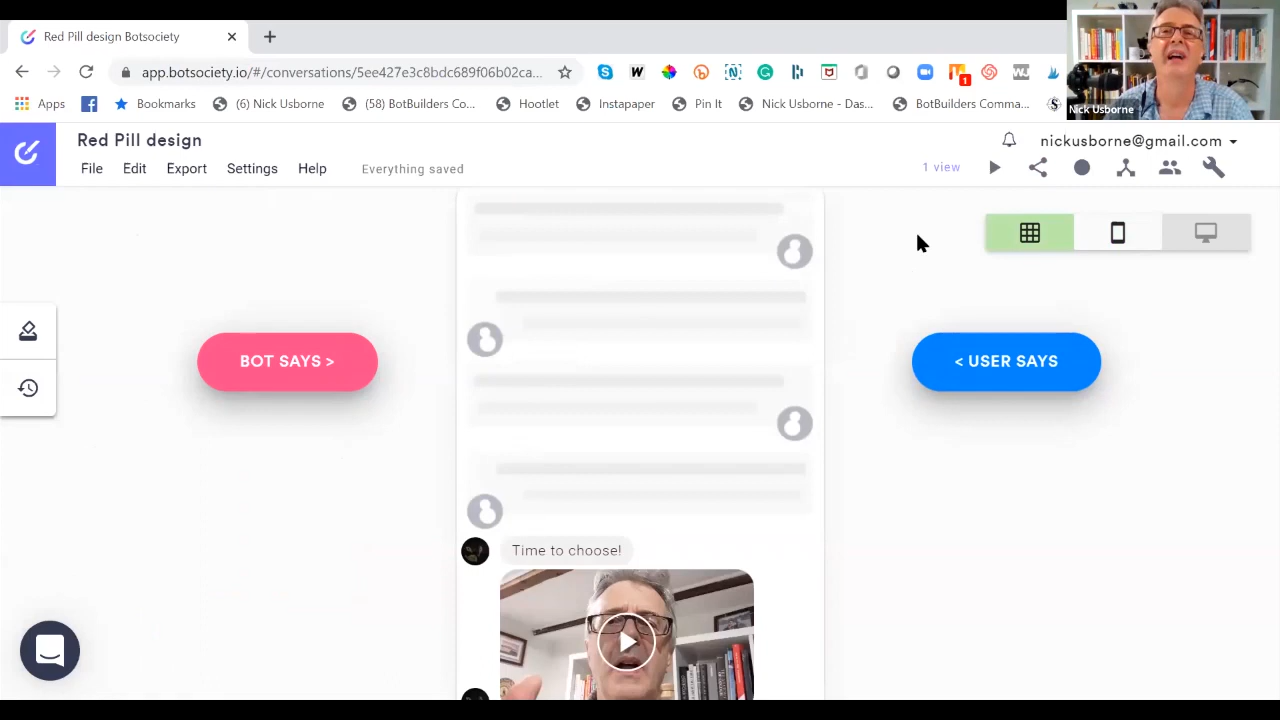 Red Pill design Botsociety
app.botsociety.io/#/conversations/5ee3f7c5c8bdc689f06b02ca...
Apps
Bookmarks
(6) Nick Usborne
(58) BotBuilders Co...
Hootlet
Instapaper
Pin It
Nick Usborne - Das...
BotBuilders Comma...
Nick Usborne
Red Pill design
nickusborne@gmail.com
File
Edit
Export
Settings
Help
Everything saved
1 view
BOT SAYS >
< USER SAYS
Time to choose!